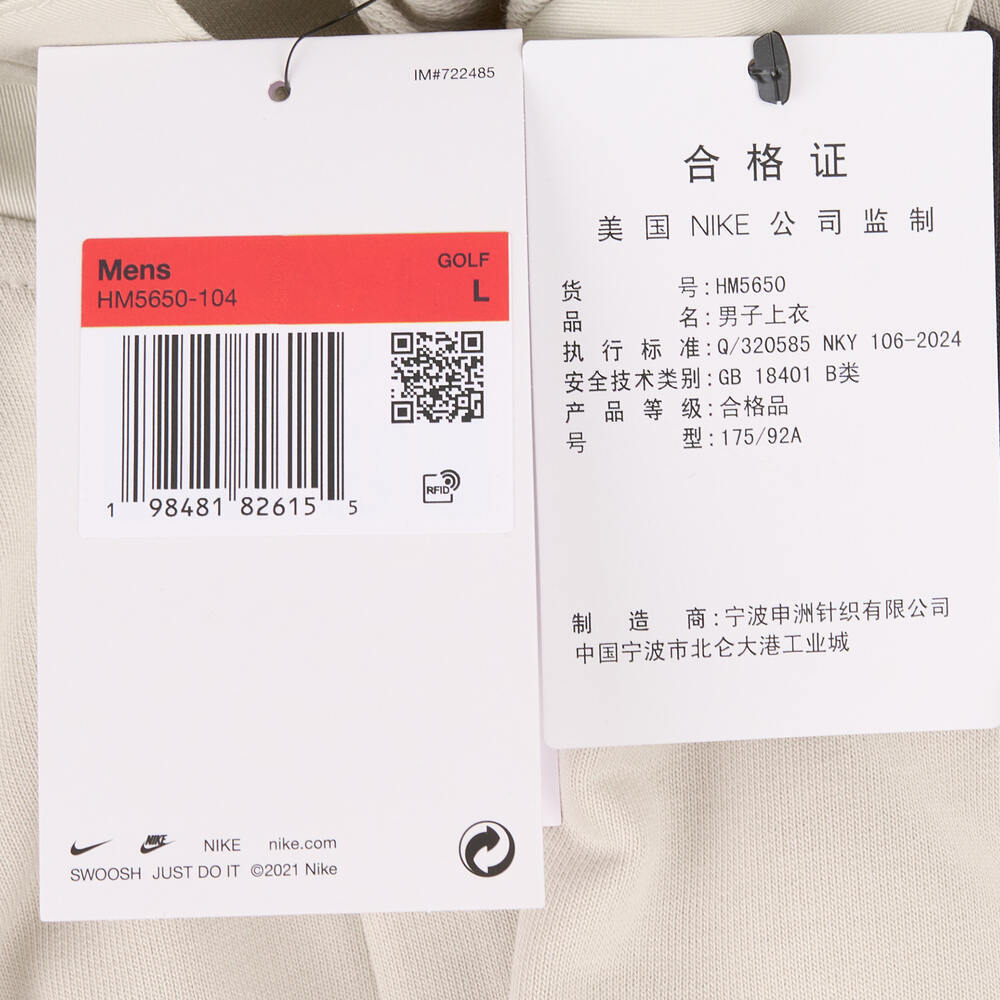 IM#722485
Mens
GOLF
HM5650-104
L
RFID
1 98481 82615 5
NIKE NIKE nike.com
SWOOSH JUST DO IT ©2021 Nike
合格证
美国NIKE公司监制
货号:HM5650
品名:男子上衣
执行标准:Q/320585 NKY 106-2024
安全技术类别:GB 18401 B类
产品等级:合格品
号型:175/92A
制造商:宁波申洲针织有限公司
中国宁波市北仑大港工业城